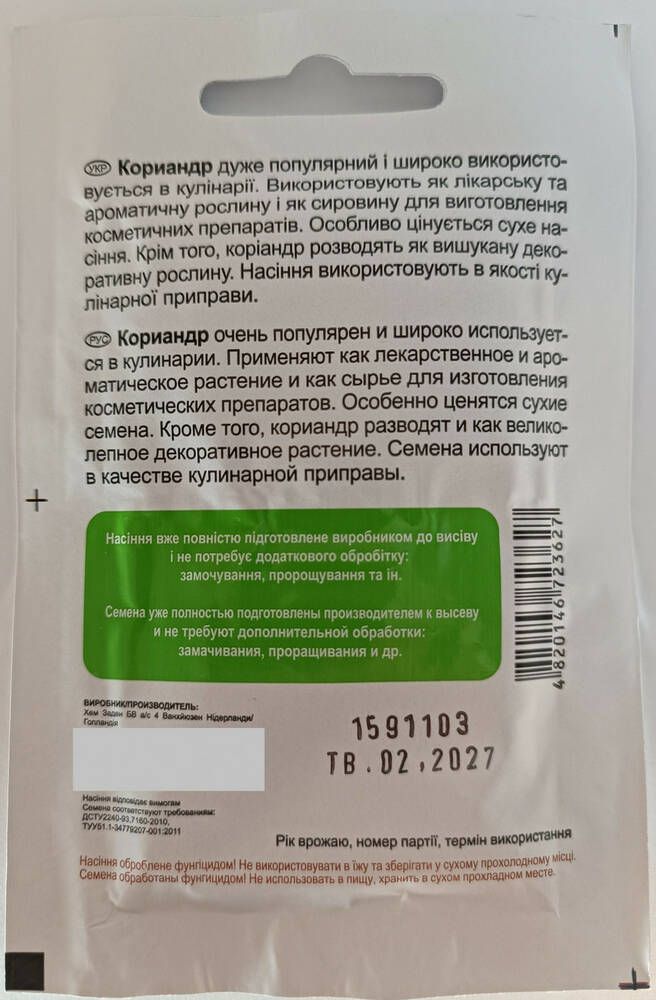 УКР Кориандр дуже популярний і широко використо-
вується в кулінарії. Використовують як лікарську та
ароматичну рослину і як сировину для виготовлення
косметичних препаратів. Особливо цінується сухе на-
сіння. Крім того, коріандр розводять як вишукану деко-
ративну рослину. Насіння використовують в якості ку-
лінарної приправи.
РУС Кориандр очень популярен и широко использует-
ся в кулинарии. Применяют как лекарственное и аро-
матическое растение и как сырье для изготовления
косметических препаратов. Особенно ценятся сухие
семена. Кроме того, кориандр разводят и как велико-
лепное декоративное растение. Семена используют
в качестве кулинарной приправы.
Насіння вже повністю підготовлене виробником до висіву
і не потребує додаткового обробітку:
замочування, пророщування та ін.
Семена уже полностью подготовлены производителем к высеву
и не требуют дополнительной обработки:
замачивания, проращивания и др.
4820146723627
ВИРОБНИК/ПРОИЗВОДИТЕЛЬ:
Хем Заден БВ а/с 4 Ванхйюзен Нідерланди/
Голландія
1591103
ТВ.02,2027
Насіння відповідає вимогам
Семена соответствуют требованиям:
ДСТУ2240-93,7160-2010,
ТУУ51.1-34779207-001:2011
Рік врожаю, номер партії, термін використання
Насіння оброблене фунгіцидом! Не використовувати в їжу та зберігати у сухому прохолодному місці.
Семена обработаны фунгицидом! Не использовать в пищу, хранить в сухом прохладном месте.